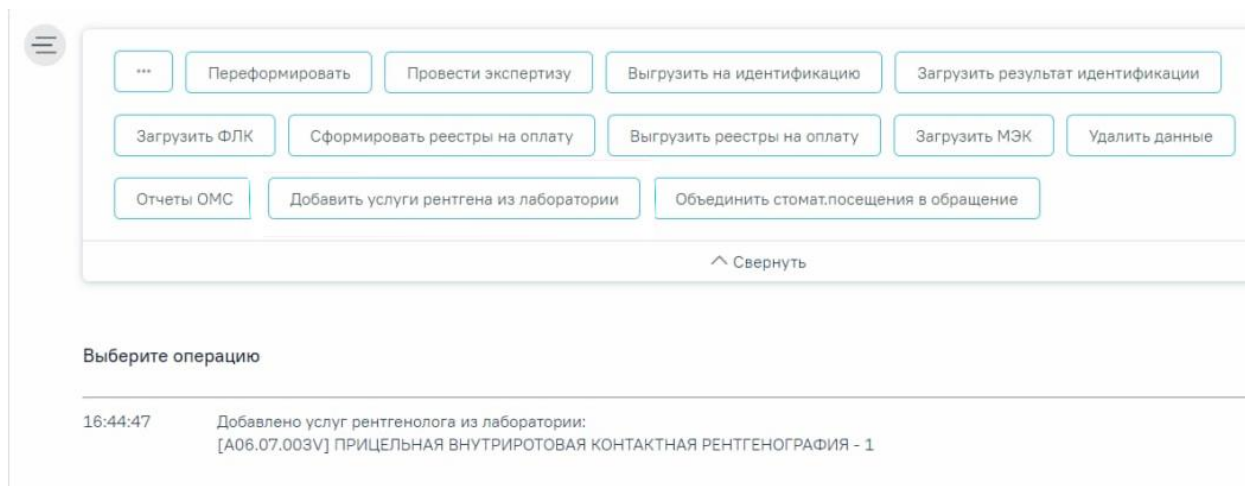 ... Переформировать Провести экспертизу Выгрузить на идентификацию Загрузить результат идентификации
Загрузить ФЛК Сформировать реестры на оплату Выгрузить реестры на оплату Загрузить МЭК Удалить данные
Отчеты ОМС Добавить услуги рентгена из лаборатории Объединить стомат.посещения в обращение
Свернуть
Выберите операцию
16:44:47 Добавлено услуг рентгенолога из лаборатории:
[A06.07.003V] ПРИЦЕЛЬНАЯ ВНУТРИРОТОВАЯ КОНТАКТНАЯ РЕНТГЕНОГРАФИЯ - 1